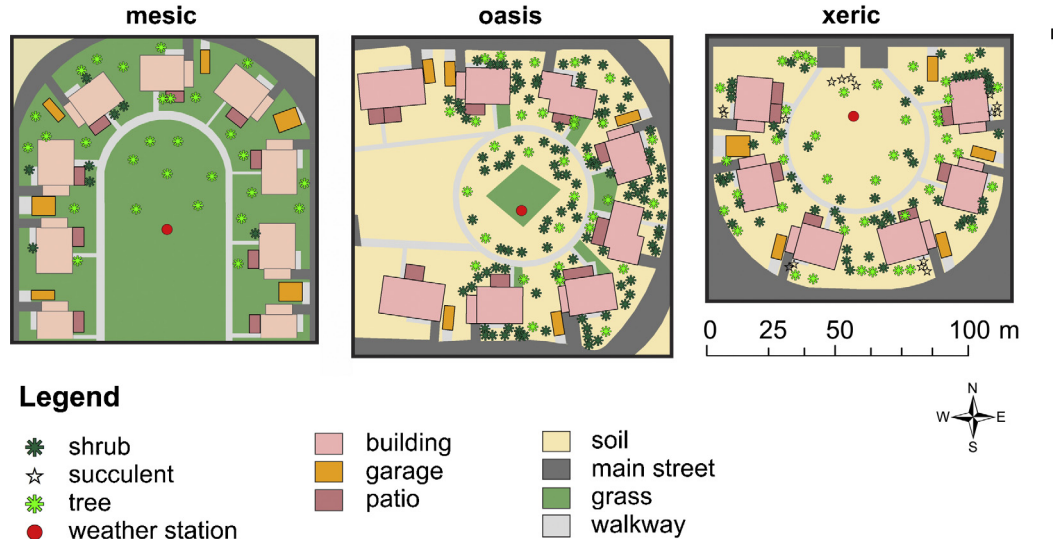 mesic
oasis
xeric
0 25 50 100 m
N
W E
S
Legend
shrub
succulent
tree
weather station
building
garage
patio
soil
main street
grass
walkway